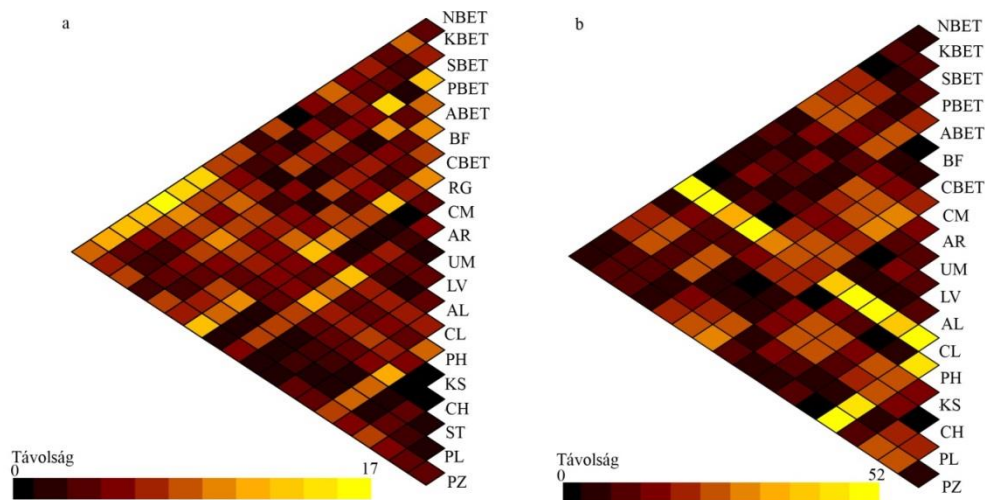 a
NBET
KBET
SBET
PBET
ABET
BF
CBET
RG
CM
AR
UM
LV
AL
CL
PH
KS
CH
ST
PL
PZ
Távolság
0 17
b
NBET
KBET
SBET
PBET
ABET
BF
CBET
CM
AR
UM
LV
AL
CL
PH
KS
CH
PL
PZ
Távolság
0 52